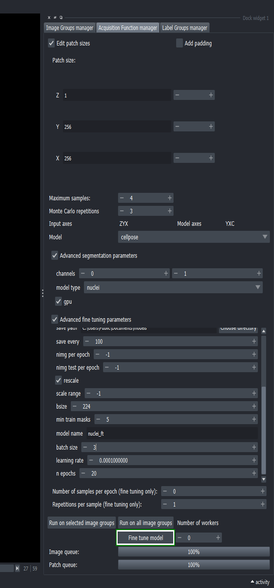 Dock widget 1
Image Groups manager Acquisition Function manager Label Groups manager
Edit patch sizes Add padding
Patch size:
Z 1 − +
Y 256 − +
X 256 − +
Maximum samples: − 4 +
Monte Carlo repetitions − 3 +
Input axes ZYX Model axes YXC
Model cellpose
Advanced segmentation parameters
channels − 0 + − 1 +
model type nuclei
gpu
Advanced fine tuning parameters
save path Choose directory
save every − 100 +
nimg per epoch − -1 +
nimg test per epoch − -1 +
rescale
scale range − -1 +
bsize − 224 +
min train masks − 5 +
model name nuclei_ft
batch size − +
learning rate − 0.0001000000 +
n epochs − 20 +
Number of samples per epoch (fine tuning only): − 0 +
Repetitions per sample (fine tuning only): − 1 +
Run on selected image groups Run on all image groups Number of workers
Fine tune model − 0 +
Image queue: 100%
Patch queue: 100%
activity